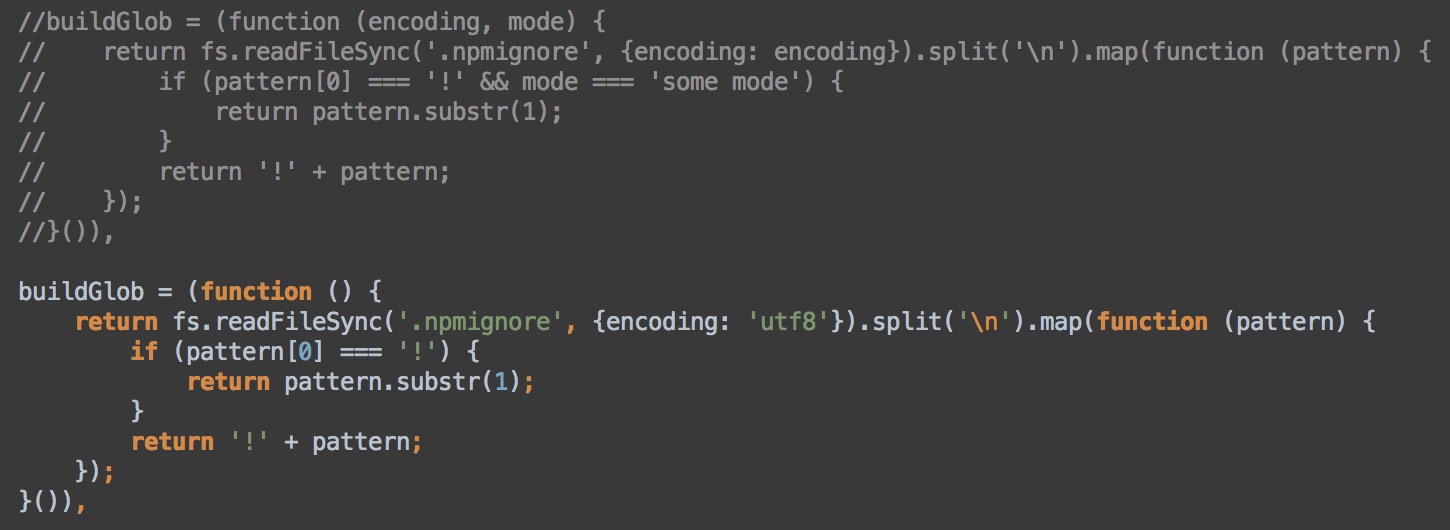 //buildGlob = (function (encoding, mode) {
//    return fs.readFileSync('.npmignore', {encoding: encoding}).split('\n').map(function (pattern) {
//        if (pattern[0] === '!' && mode === 'some mode') {
//            return pattern.substr(1);
//        }
//        return '!' + pattern;
//    });
//}()),

buildGlob = (function () {
    return fs.readFileSync('.npmignore', {encoding: 'utf8'}).split('\n').map(function (pattern) {
        if (pattern[0] === '!') {
            return pattern.substr(1);
        }
        return '!' + pattern;
    });
}()),